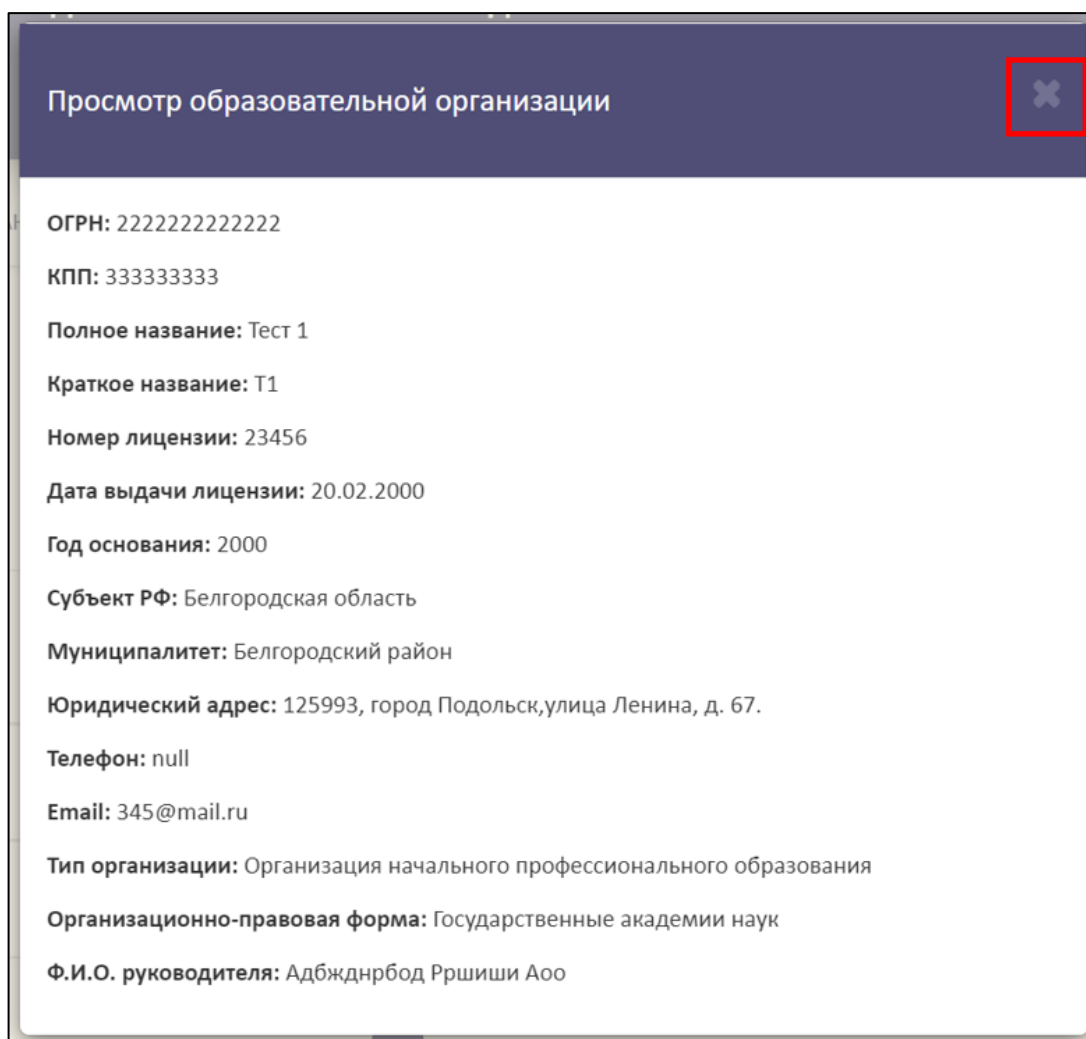 Просмотр образовательной организации
ОГРН: 2222222222222
КПП: 333333333
Полное название: Тест 1
Краткое название: Т1
Номер лицензии: 23456
Дата выдачи лицензии: 20.02.2000
Год основания: 2000
Субъект РФ: Белгородская область
Муниципалитет: Белгородский район
Юридический адрес: 125993, город Подольск,улица Ленина, д. 67.
Телефон: null
Email: 345@mail.ru
Тип организации: Организация начального профессионального образования
Организационно-правовая форма: Государственные академии наук
Ф.И.О. руководителя: Адбжднрбод Рршиши Аоо